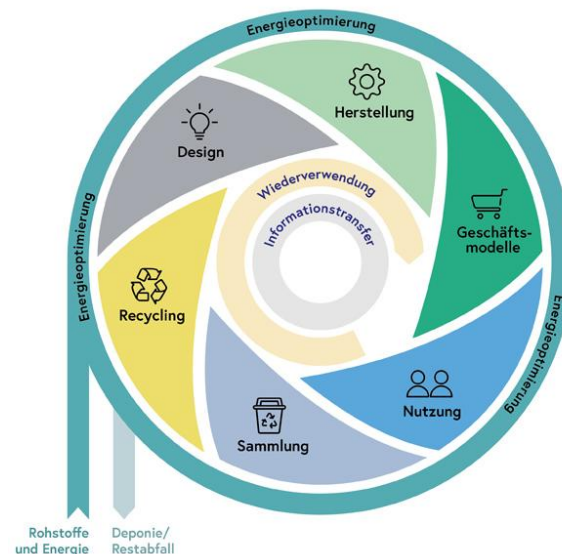 Energieoptimierung
Herstellung
Design
Wiederverwendung
Informationstransfer
Geschäfts-
modelle
Energieoptimierung
Recycling
Energieoptimierung
Nutzung
Sammlung
Rohstoffe
und Energie
Deponie/
Restabfall